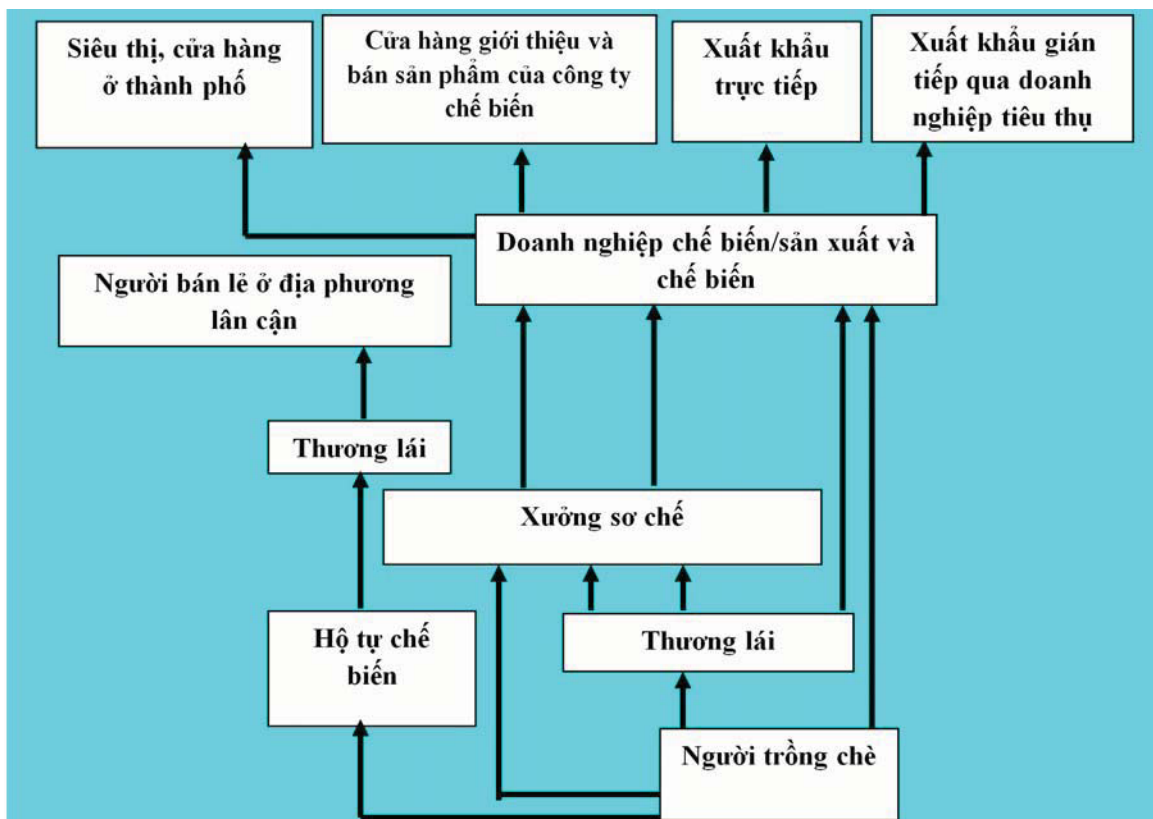 Siêu thị, cửa hàng
ở thành phố
Cửa hàng giới thiệu và
bán sản phẩm của công ty
chế biến
Xuất khẩu
trực tiếp
Xuất khẩu gián
tiếp qua doanh
nghiệp tiêu thụ
Doanh nghiệp chế biến/sản xuất và
chế biến
Người bán lẻ ở địa phương
lân cận
Thương lái
Xưởng sơ chế
Hộ tự chế
biến
Thương lái
Người trồng chè